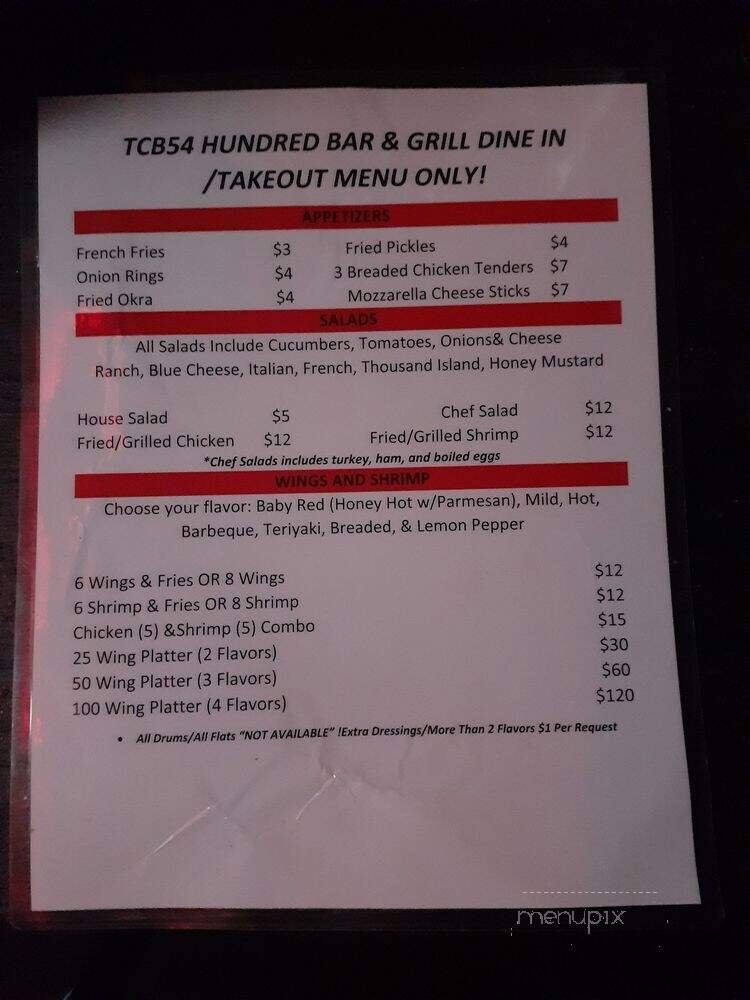 TCB54 HUNDRED BAR & GRILL DINE IN
/TAKEOUT MENU ONLY!
APPETIZERS
French Fries $3 Fried Pickles $4
Onion Rings $4 3 Breaded Chicken Tenders $7
Fried Okra $4 Mozzarella Cheese Sticks $7
SALADS
All Salads Include Cucumbers, Tomatoes, Onions& Cheese
Ranch, Blue Cheese, Italian, French, Thousand Island, Honey Mustard
House Salad $5 Chef Salad $12
Fried/Grilled Chicken $12 Fried/Grilled Shrimp $12
*Chef Salads includes turkey, ham, and boiled eggs
WINGS AND SHRIMP
Choose your flavor: Baby Red (Honey Hot w/Parmesan), Mild, Hot,
Barbeque, Teriyaki, Breaded, & Lemon Pepper
6 Wings & Fries OR 8 Wings $12
6 Shrimp & Fries OR 8 Shrimp $12
Chicken (5) &Shrimp (5) Combo $15
25 Wing Platter (2 Flavors) $30
50 Wing Platter (3 Flavors) $60
100 Wing Platter (4 Flavors) $120
• All Drums/All Flats "NOT AVAILABLE" !Extra Dressings/More Than 2 Flavors $1 Per Request
menupix